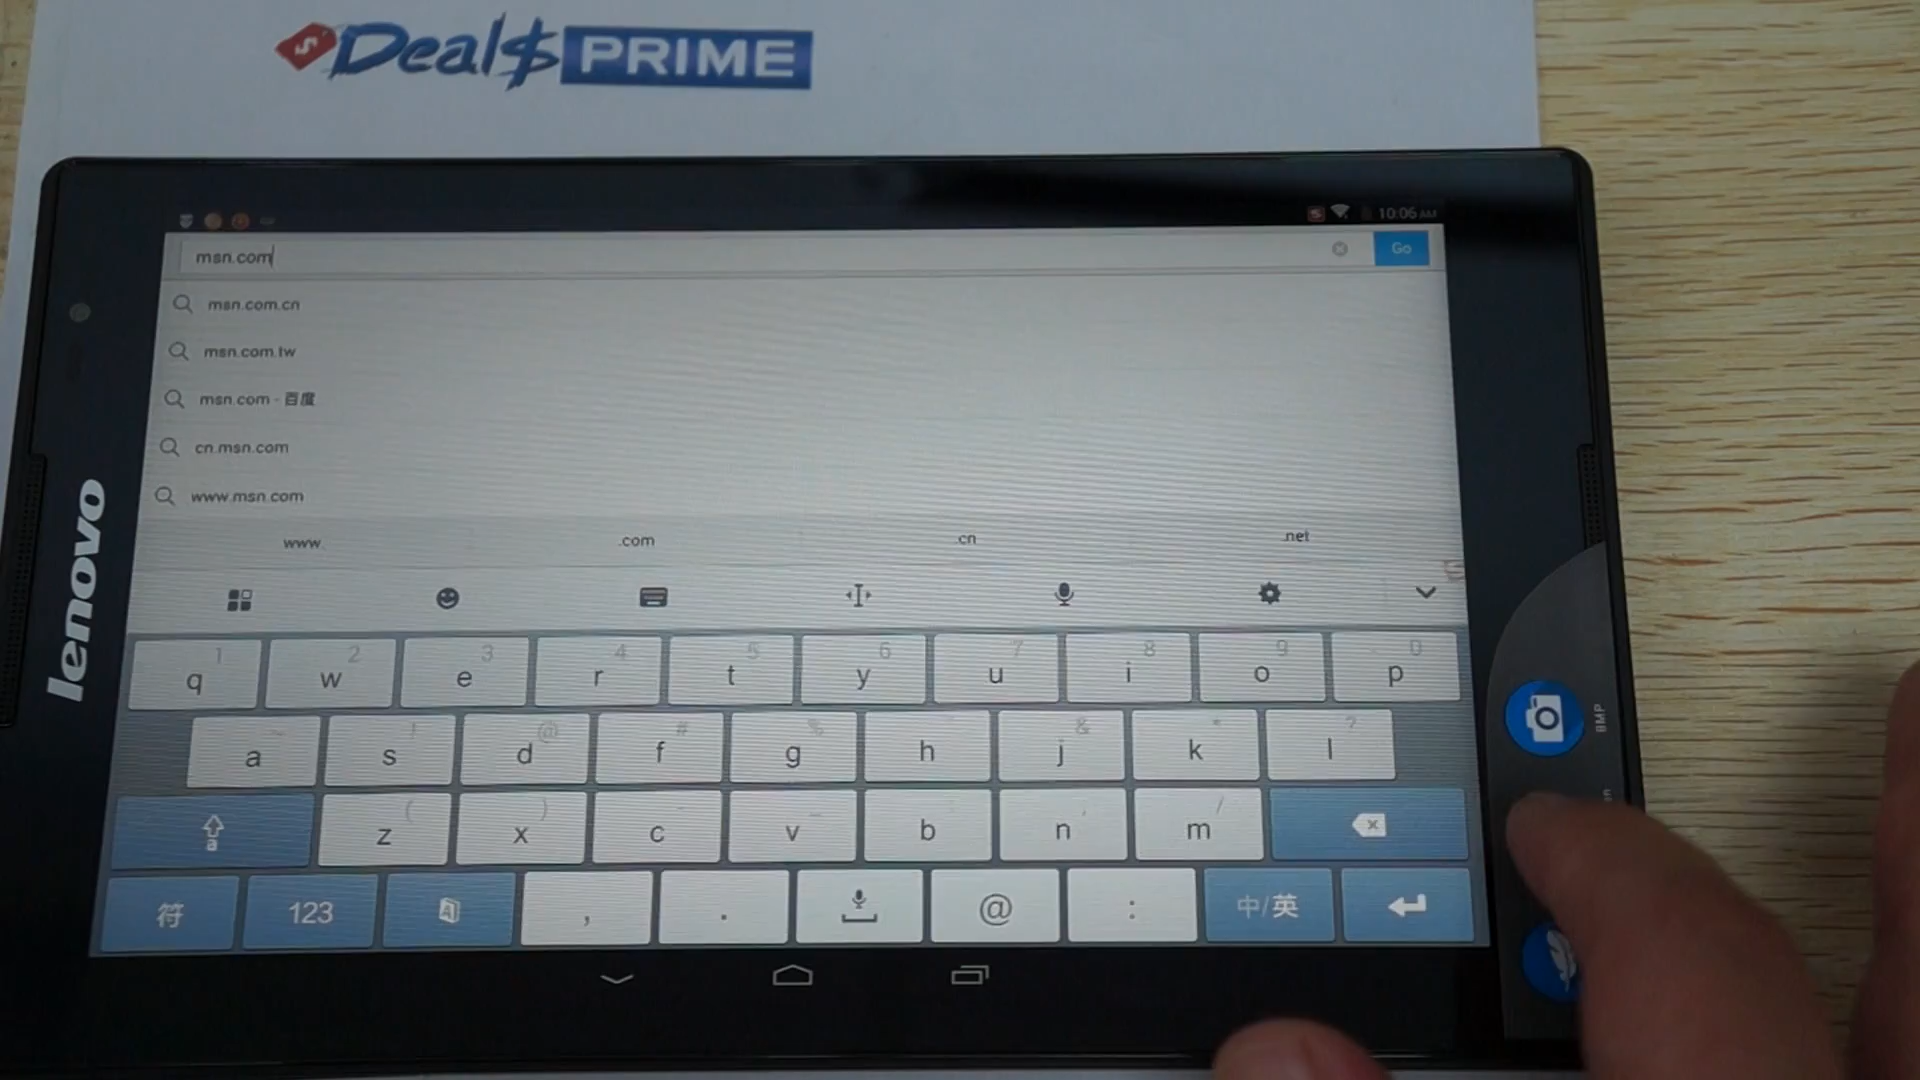 Deal$ PRIME
10:06 AM
msn.com
Go
msn.com.cn
msn.com.tw
msn.com - 百度
cn.msn.com
www.msn.com
www. .com .cn .net
lenovo
1 2 3 4 5 6 7 8 9 0
q w e r t y u i o p
~ ! @ # % & * ?
a s d f g h j k l
a ( ) /
z x c v b n m
符 123 , . @ : 中/英
BMP